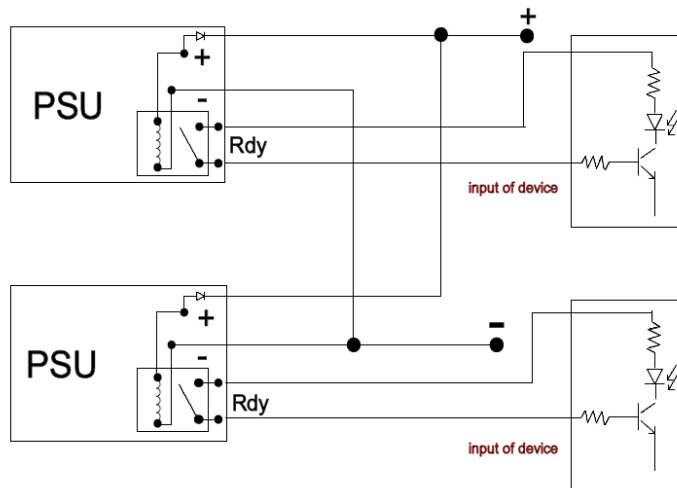 +
PSU
+
-
Rdy
input of device
PSU
+
-
-
Rdy
input of device